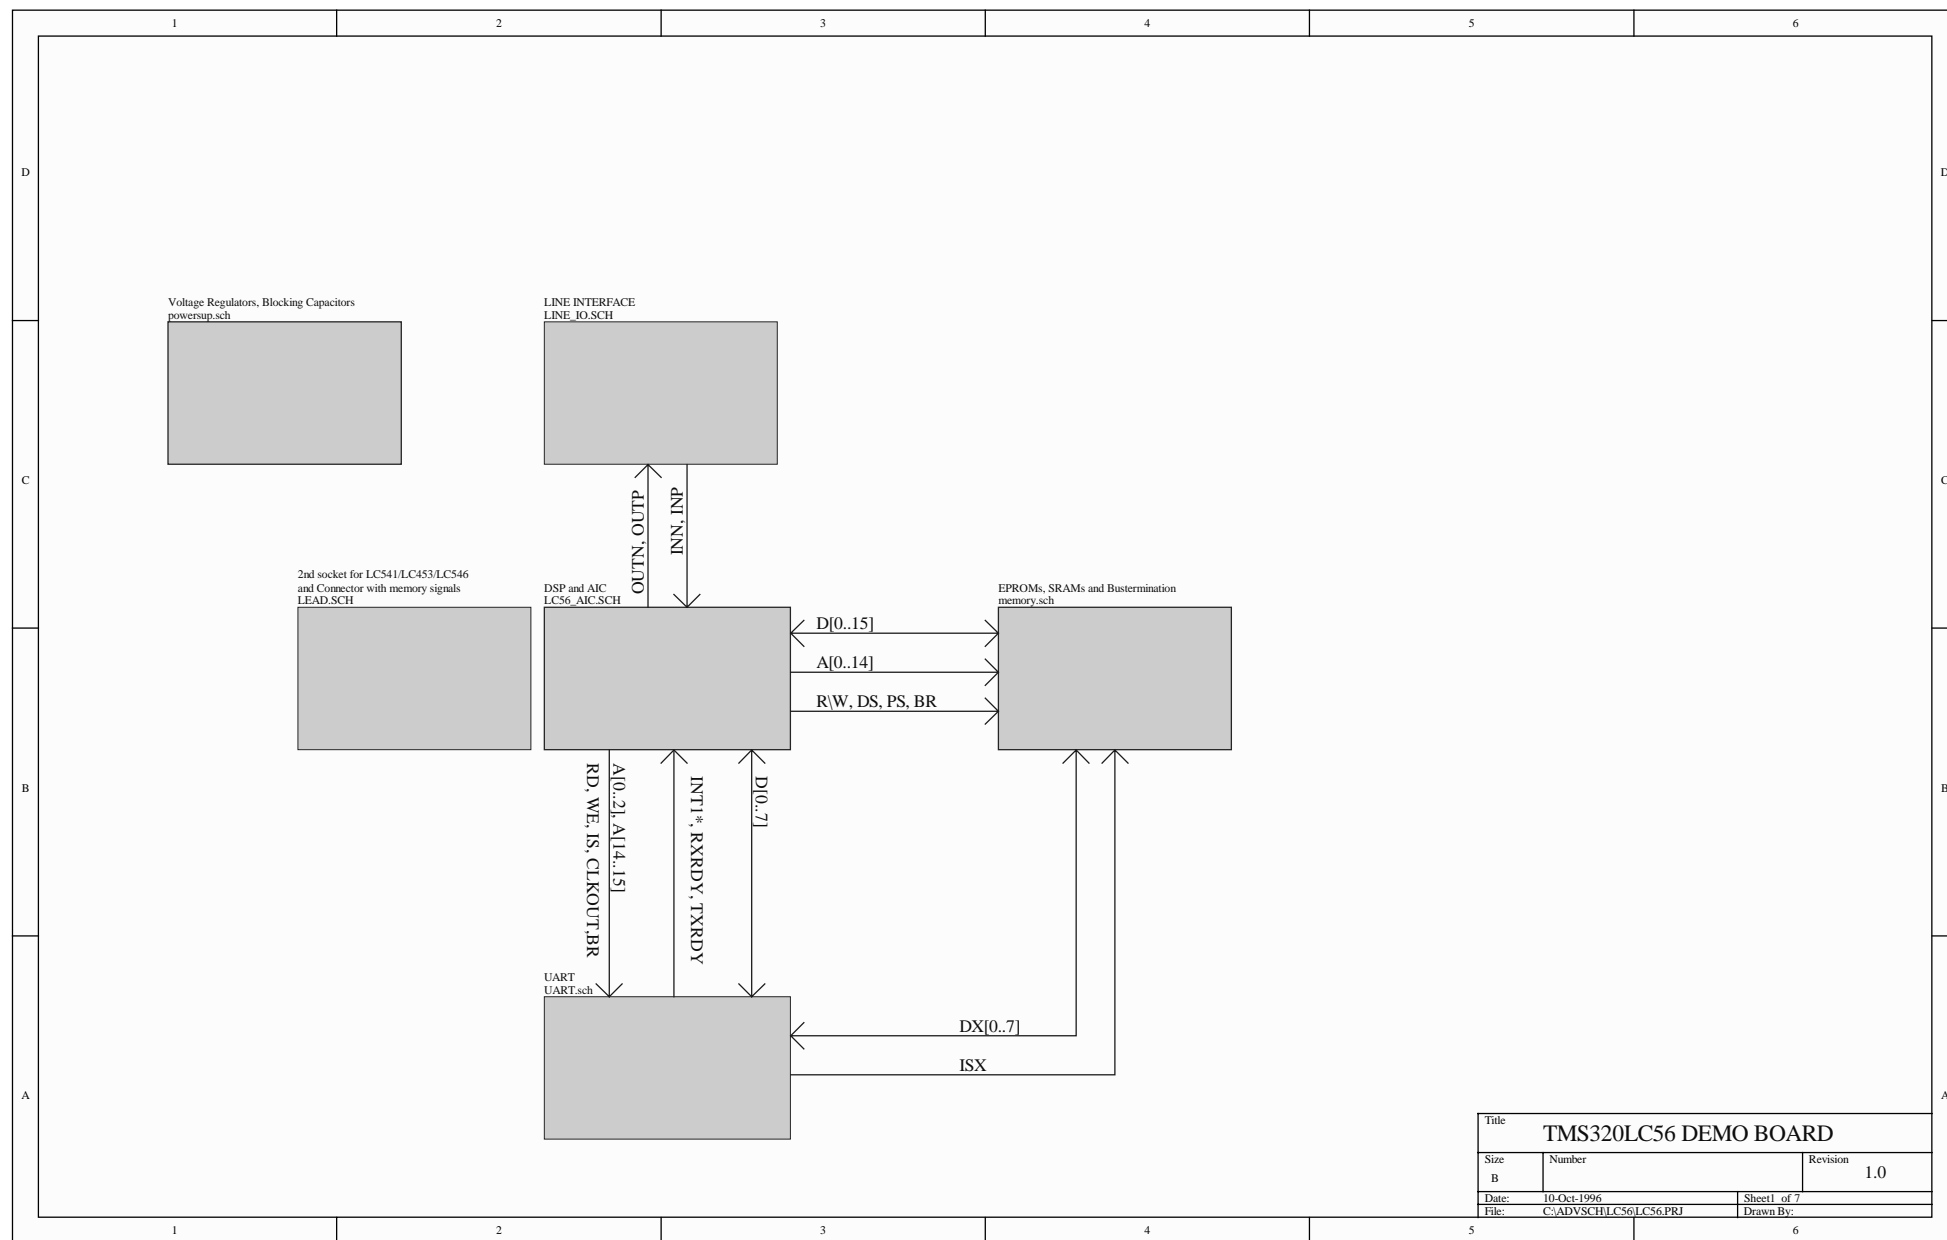 1 2 3 4 5 6
D D
Voltage Regulators, Blocking Capacitors
powersup.sch
LINE INTERFACE
LINE_IO.SCH
C C
OUTN, OUTP
INN, INP
2nd socket for LC541/LC453/LC546
and Connector with memory signals
LEAD.SCH
DSP and AIC
LC56_AIC.SCH
EPROMs, SRAMs and Bustermination
memory.sch
D[0..15]
A[0..14]
R\W, DS, PS, BR
B B
A[0..2], A[14..15]
RD, WE, IS, CLKOUT,BR
INT1*, RXRDY, TXRDY
D[0..7]
UART
UART.sch
DX[0..7]
ISX
A A
Title
TMS320LC56 DEMO BOARD
Size Number Revision
B 1.0
Date: 10-Oct-1996 Sheet1 of 7
File: C:\ADVSCH\LC56\LC56.PRJ Drawn By:
1 2 3 4 5 6